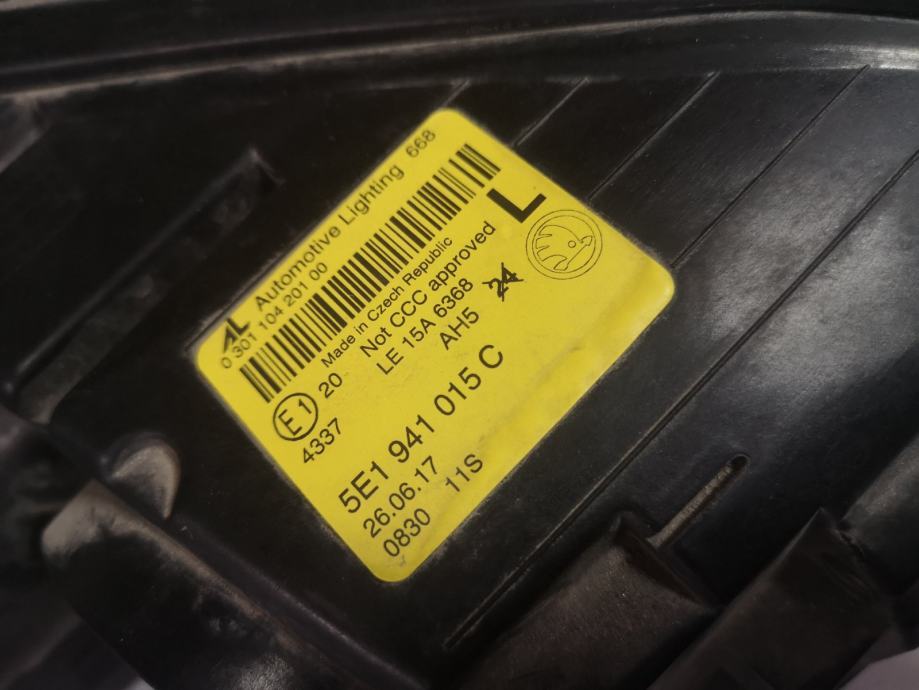 AL Automotive Lighting 668
0 301 104 201 00
L
Made in Czech Republic
E1 20 Not CCC approved
4337 LE 15A 6368
AH5 24
5E1 941 015 C
26.06.17
0830 11S